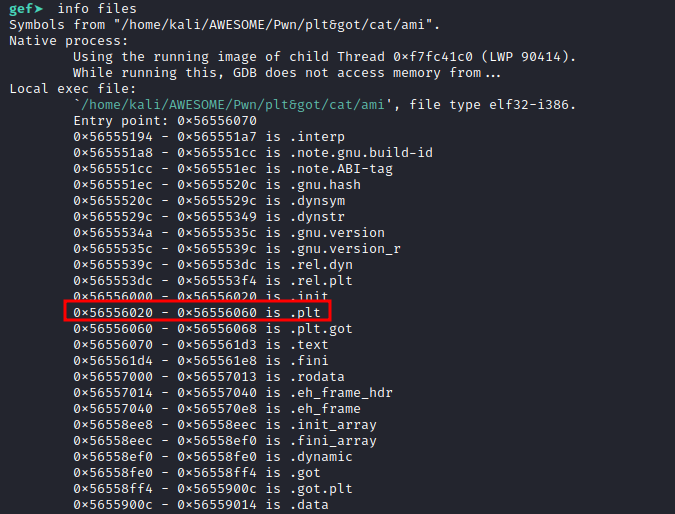 gef➤ info files
Symbols from "/home/kali/AWESOME/Pwn/plt&got/cat/ami".
Native process:
Using the running image of child Thread 0×f7fc41c0 (LWP 90414).
While running this, GDB does not access memory from...
Local exec file:
`/home/kali/AWESOME/Pwn/plt&got/cat/ami', file type elf32-i386.
Entry point: 0×56556070
0×56555194 - 0×565551a7 is .interp
0×565551a8 - 0×565551cc is .note.gnu.build-id
0×565551cc - 0×565551ec is .note.ABI-tag
0×565551ec - 0×5655520c is .gnu.hash
0×5655520c - 0×5655529c is .dynsym
0×5655529c - 0×56555349 is .dynstr
0×5655534a - 0×5655535c is .gnu.version
0×5655535c - 0×5655539c is .gnu.version_r
0×5655539c - 0×565553dc is .rel.dyn
0×565553dc - 0×565553f4 is .rel.plt
0×56556000 - 0×56556020 is .init
0×56556020 - 0×56556060 is .plt
0×56556060 - 0×56556068 is .plt.got
0×56556070 - 0×565561d3 is .text
0×565561d4 - 0×565561e8 is .fini
0×56557000 - 0×56557013 is .rodata
0×56557014 - 0×56557040 is .eh_frame_hdr
0×56557040 - 0×565570e8 is .eh_frame
0×56558ee8 - 0×56558eec is .init_array
0×56558eec - 0×56558ef0 is .fini_array
0×56558ef0 - 0×56558fe0 is .dynamic
0×56558fe0 - 0×56558ff4 is .got
0×56558ff4 - 0×5655900c is .got.plt
0×5655900c - 0×56559014 is .data